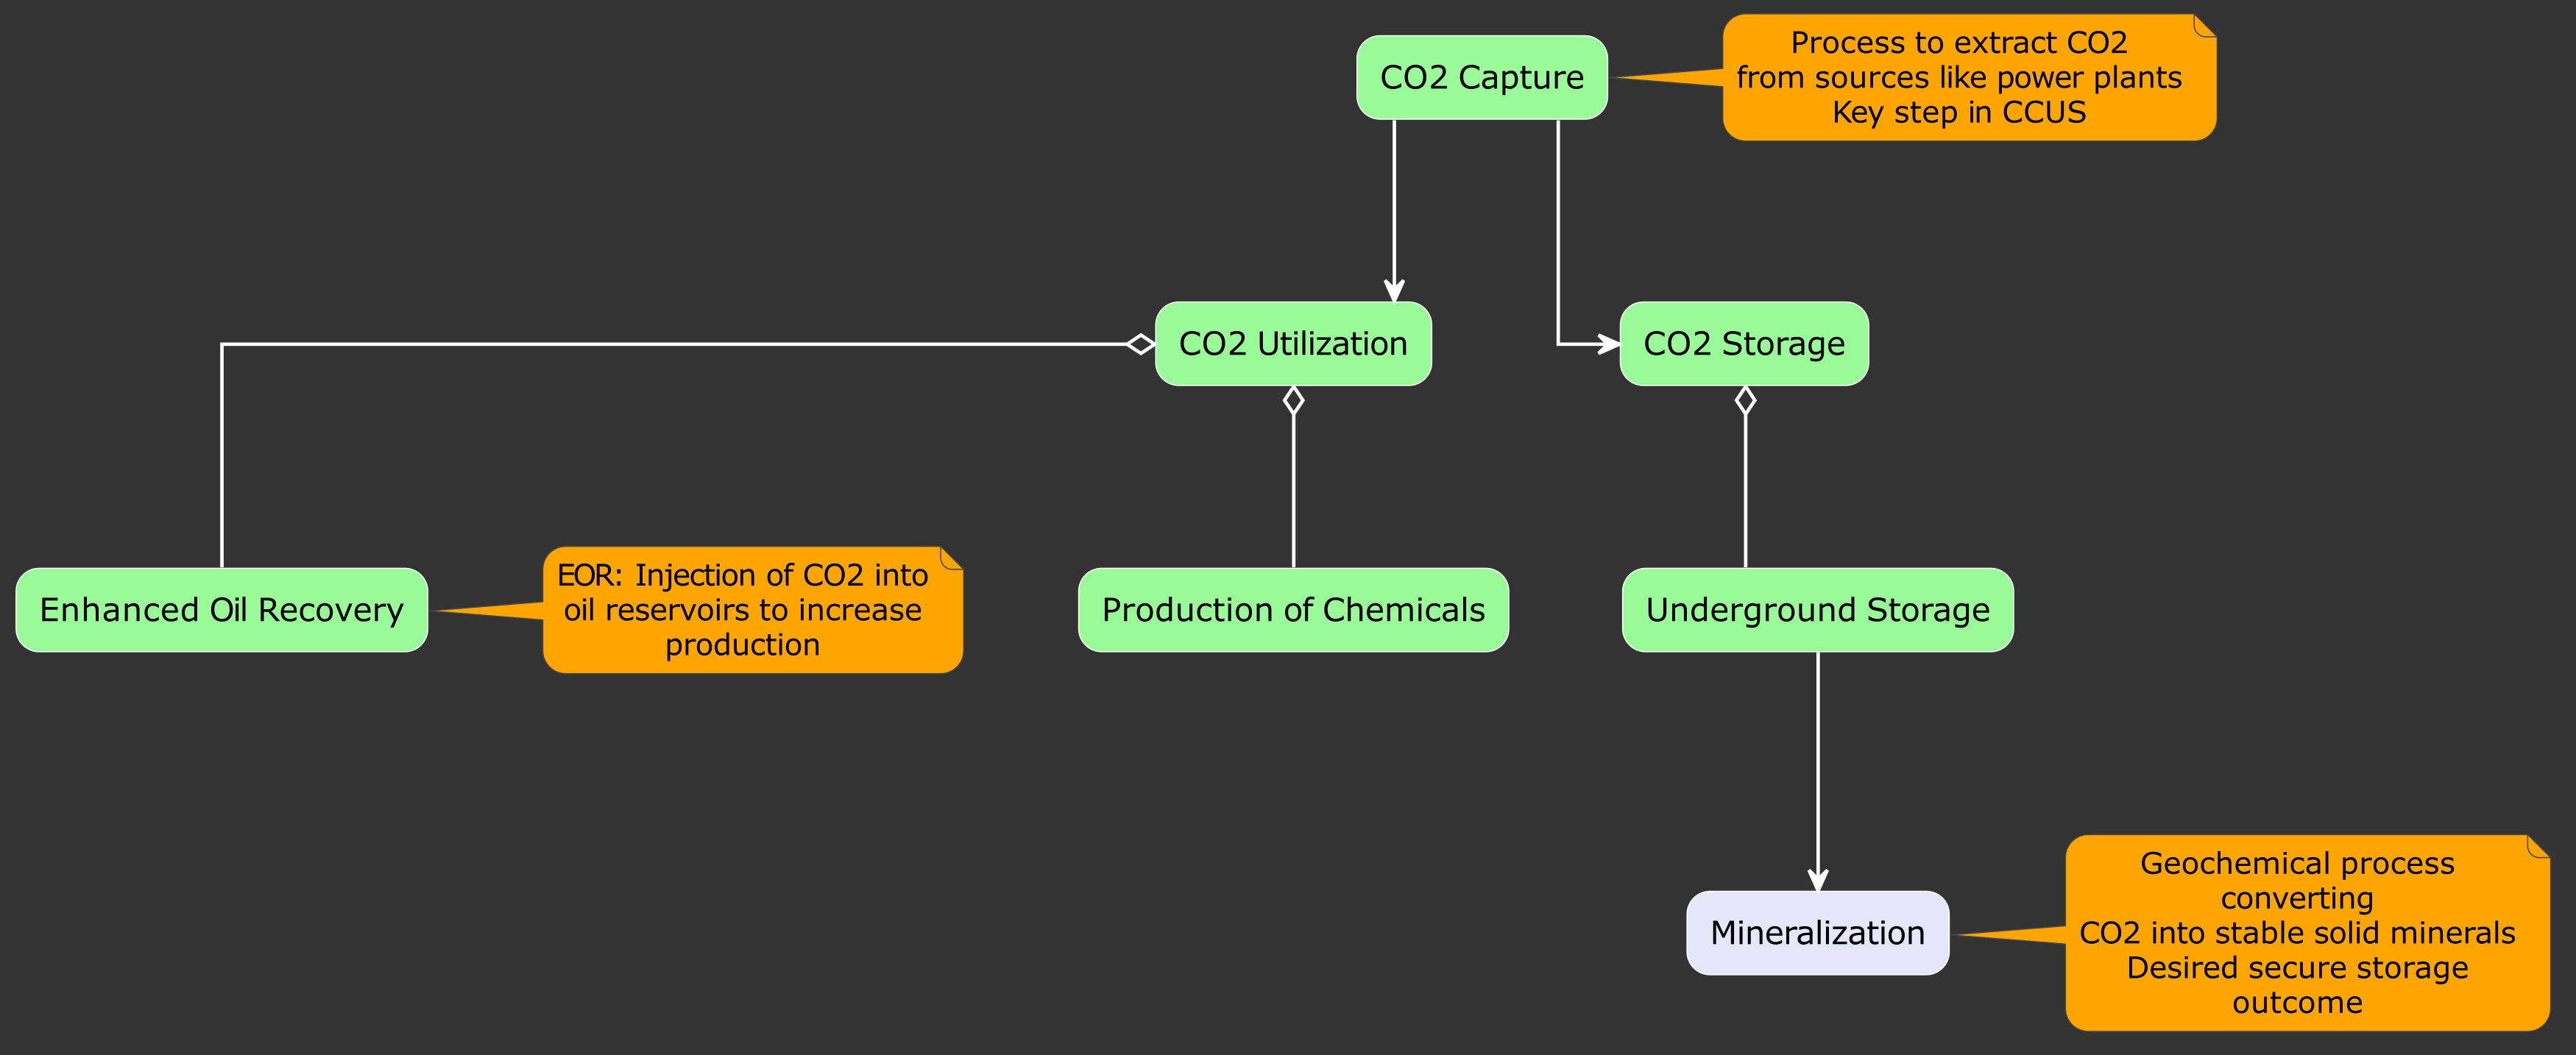 CO2 Capture
Process to extract CO2
from sources like power plants
Key step in CCUS
CO2 Utilization
CO2 Storage
Enhanced Oil Recovery
EOR: Injection of CO2 into
oil reservoirs to increase
production
Production of Chemicals
Underground Storage
Mineralization
Geochemical process
converting
CO2 into stable solid minerals
Desired secure storage
outcome